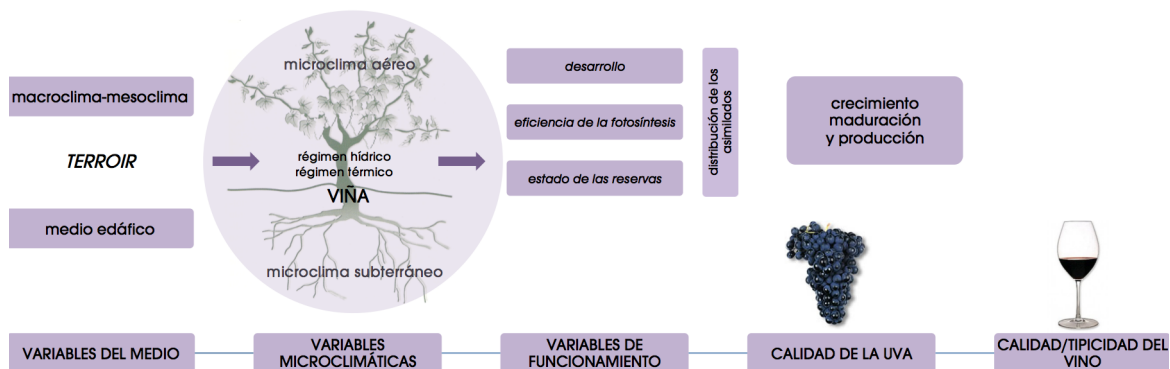 macroclima-mesoclima
TERROIR
medio edáfico
microclima aéreo
régimen hídrico
régimen térmico
VIÑA
microclima subterráneo
desarrollo
eficiencia de la fotosíntesis
estado de las reservas
distribución de los
asimilados
crecimiento
maduración
y producción
VARIABLES DEL MEDIO
VARIABLES
MICROCLIMÁTICAS
VARIABLES DE
FUNCIONAMIENTO
CALIDAD DE LA UVA
CALIDAD/TIPICIDAD DEL
VINO